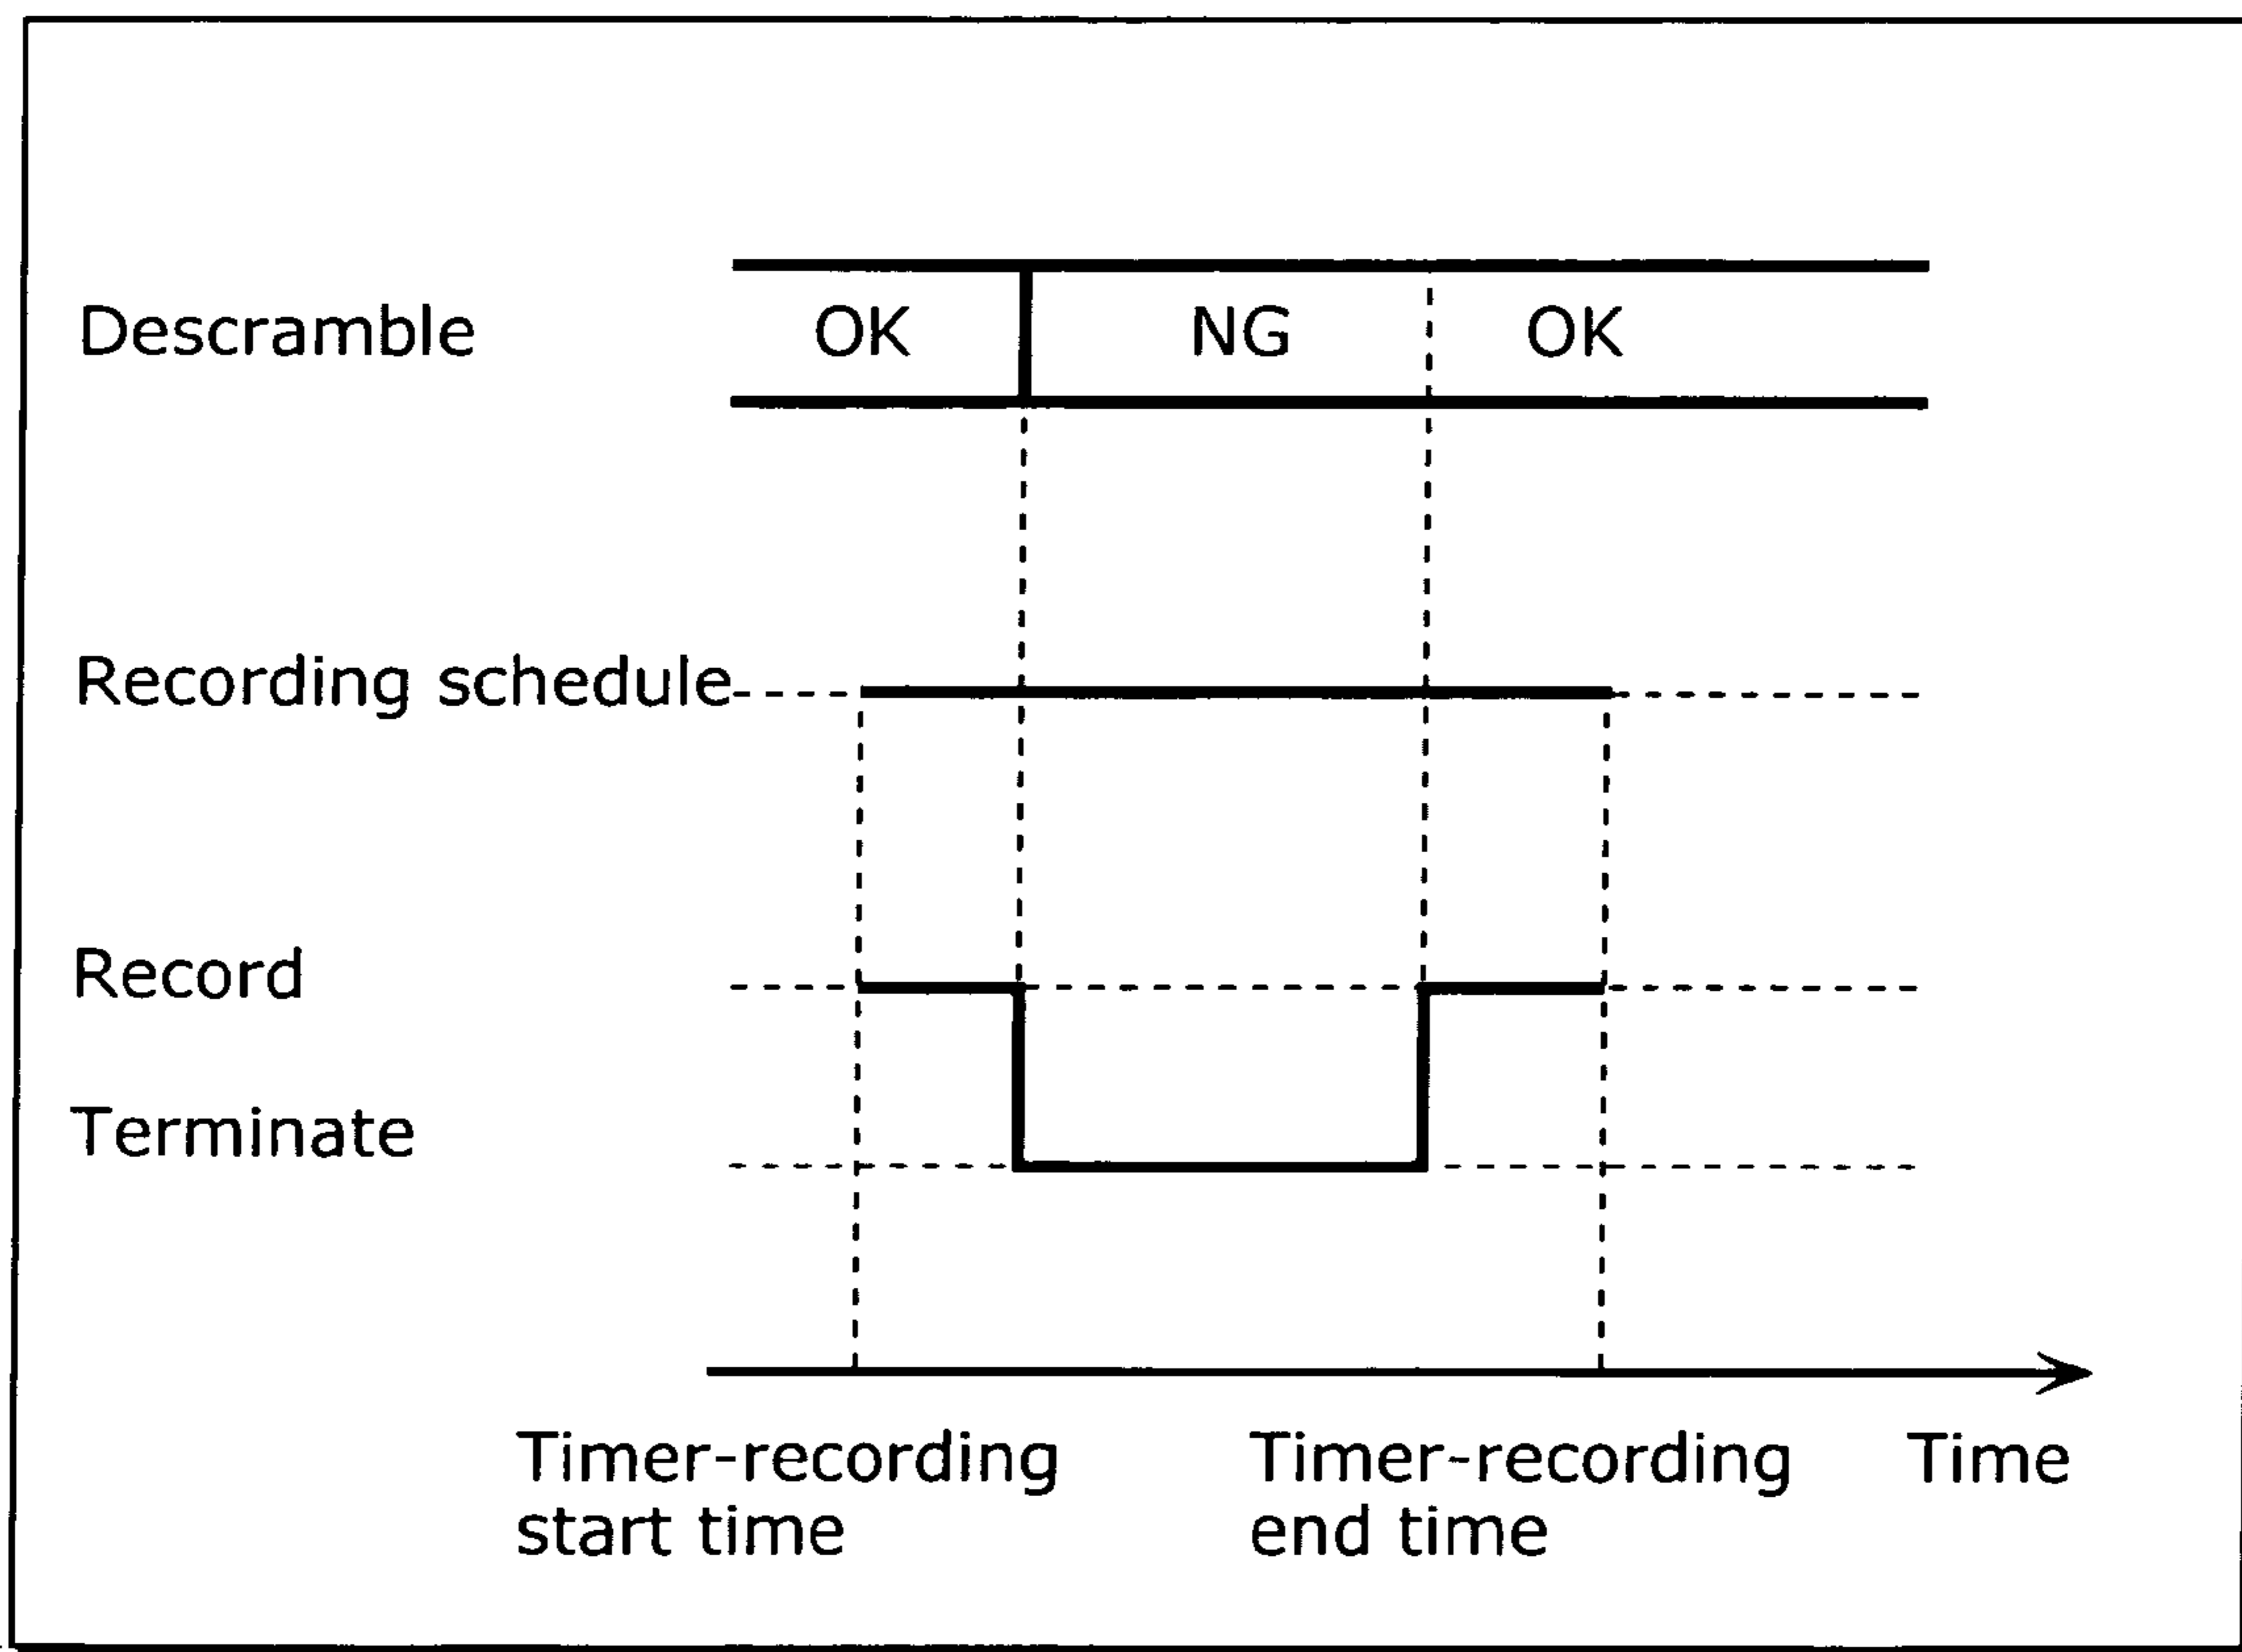 Descramble OK NG OK
Recording schedule
Record
Terminate
Timer-recording Timer-recording Time
start time end time